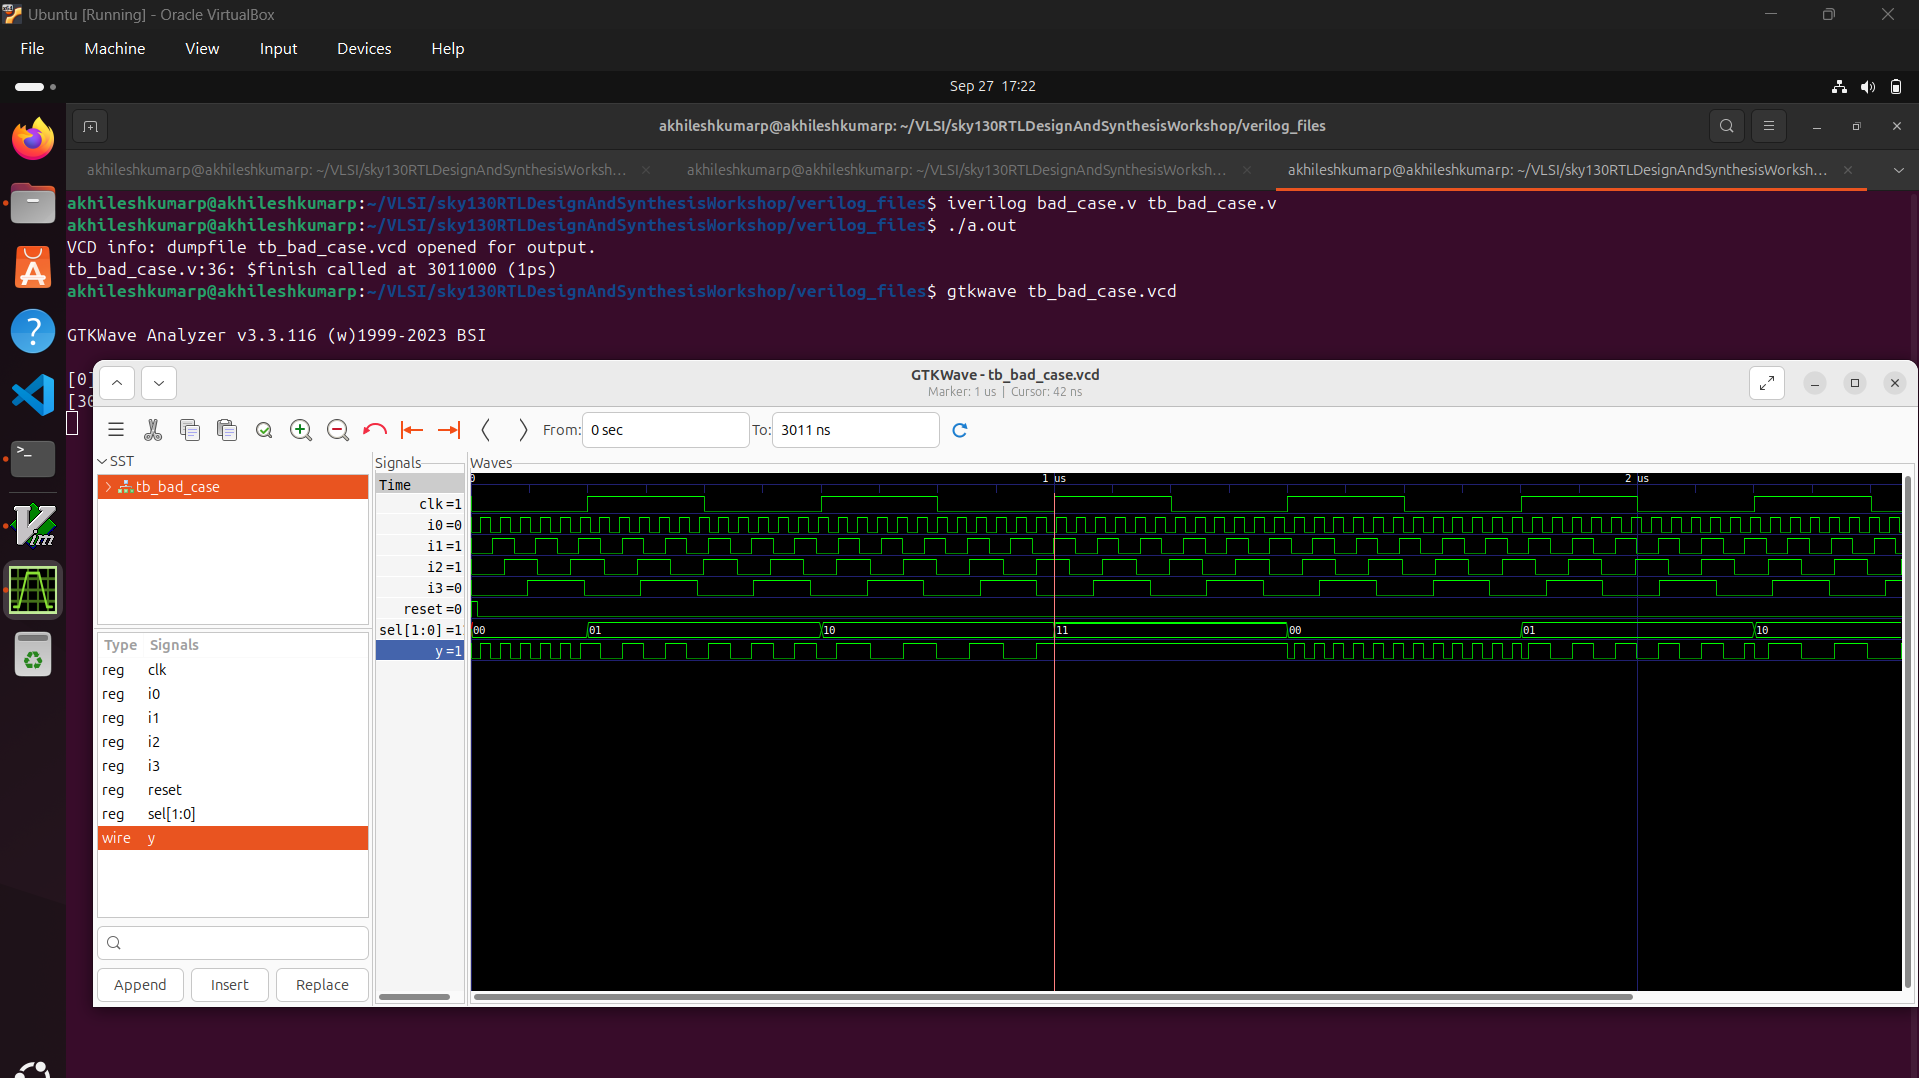 Ubuntu [Running] - Oracle VirtualBox
File Machine View Input Devices Help
Sep 27 17:22
akhileshkumarp@akhileshkumarp: ~/VLSI/sky130RTLDesignAndSynthesisWorkshop/verilog_files
akhileshkumarp@akhileshkumarp: ~/VLSI/sky130RTLDesignAndSynthesisWorksh... akhileshkumarp@akhileshkumarp: ~/VLSI/sky130RTLDesignAndSynthesisWorksh... akhileshkumarp@akhileshkumarp: ~/VLSI/sky130RTLDesignAndSynthesisWorksh...
akhileshkumarp@akhileshkumarp:~/VLSI/sky130RTLDesignAndSynthesisWorkshop/verilog_files$ iverilog bad_case.v tb_bad_case.v
akhileshkumarp@akhileshkumarp:~/VLSI/sky130RTLDesignAndSynthesisWorkshop/verilog_files$ ./a.out
VCD info: dumpfile tb_bad_case.vcd opened for output.
tb_bad_case.v:36: $finish called at 3011000 (1ps)
akhileshkumarp@akhileshkumarp:~/VLSI/sky130RTLDesignAndSynthesisWorkshop/verilog_files$ gtkwave tb_bad_case.vcd
GTKWave Analyzer v3.3.116 (w)1999-2023 BSI
[0]
[30
GTKWave - tb_bad_case.vcd
Marker: 1 us | Cursor: 42 ns
From: 0 sec To: 3011 ns
SST
tb_bad_case
Type Signals
reg clk
reg i0
reg i1
reg i2
reg i3
reg reset
reg sel[1:0]
wire y
Append Insert Replace
Signals
Time
clk=1
i0=0
i1=1
i2=1
i3=0
reset=0
sel[1:0]=1
y=1
Waves
0 1 us 2 us
00 01 10 11 00 01 10
Vim